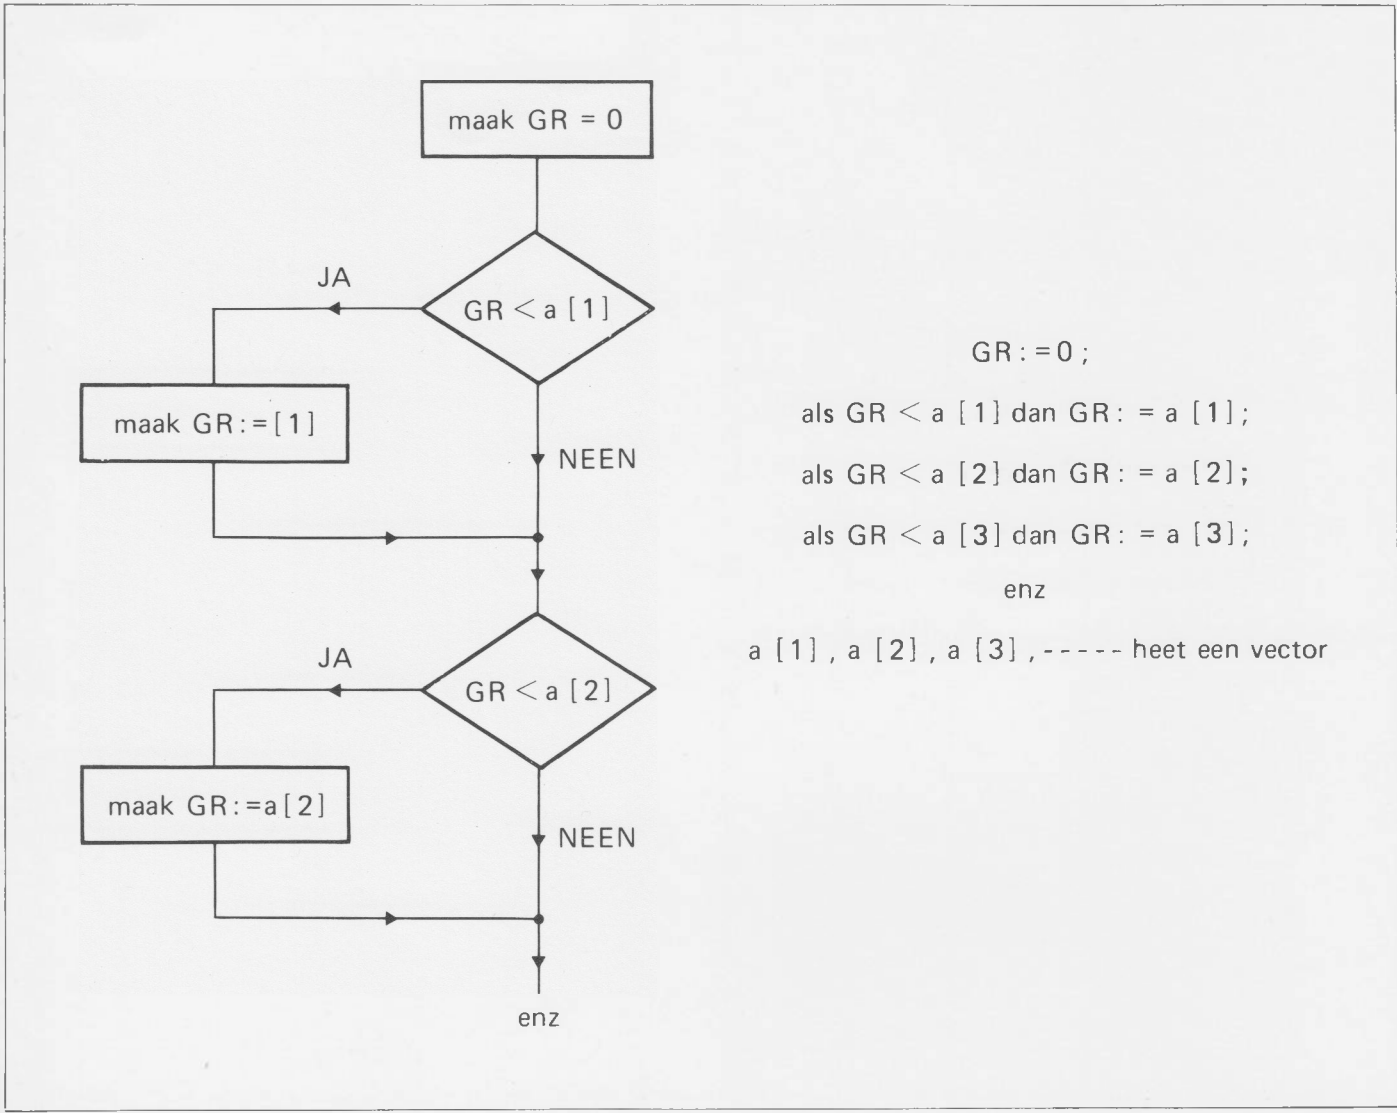 maak GR = 0
JA
GR < a [1]
maak GR:=[1]
NEEN
JA
GR < a [2]
maak GR:=a[2]
NEEN
enz
GR:=0;
als GR < a [1] dan GR: = a [1];
als GR < a [2] dan GR: = a [2];
als GR < a [3] dan GR: = a [3];
enz
a [1], a [2], a [3], ----- heet een vector